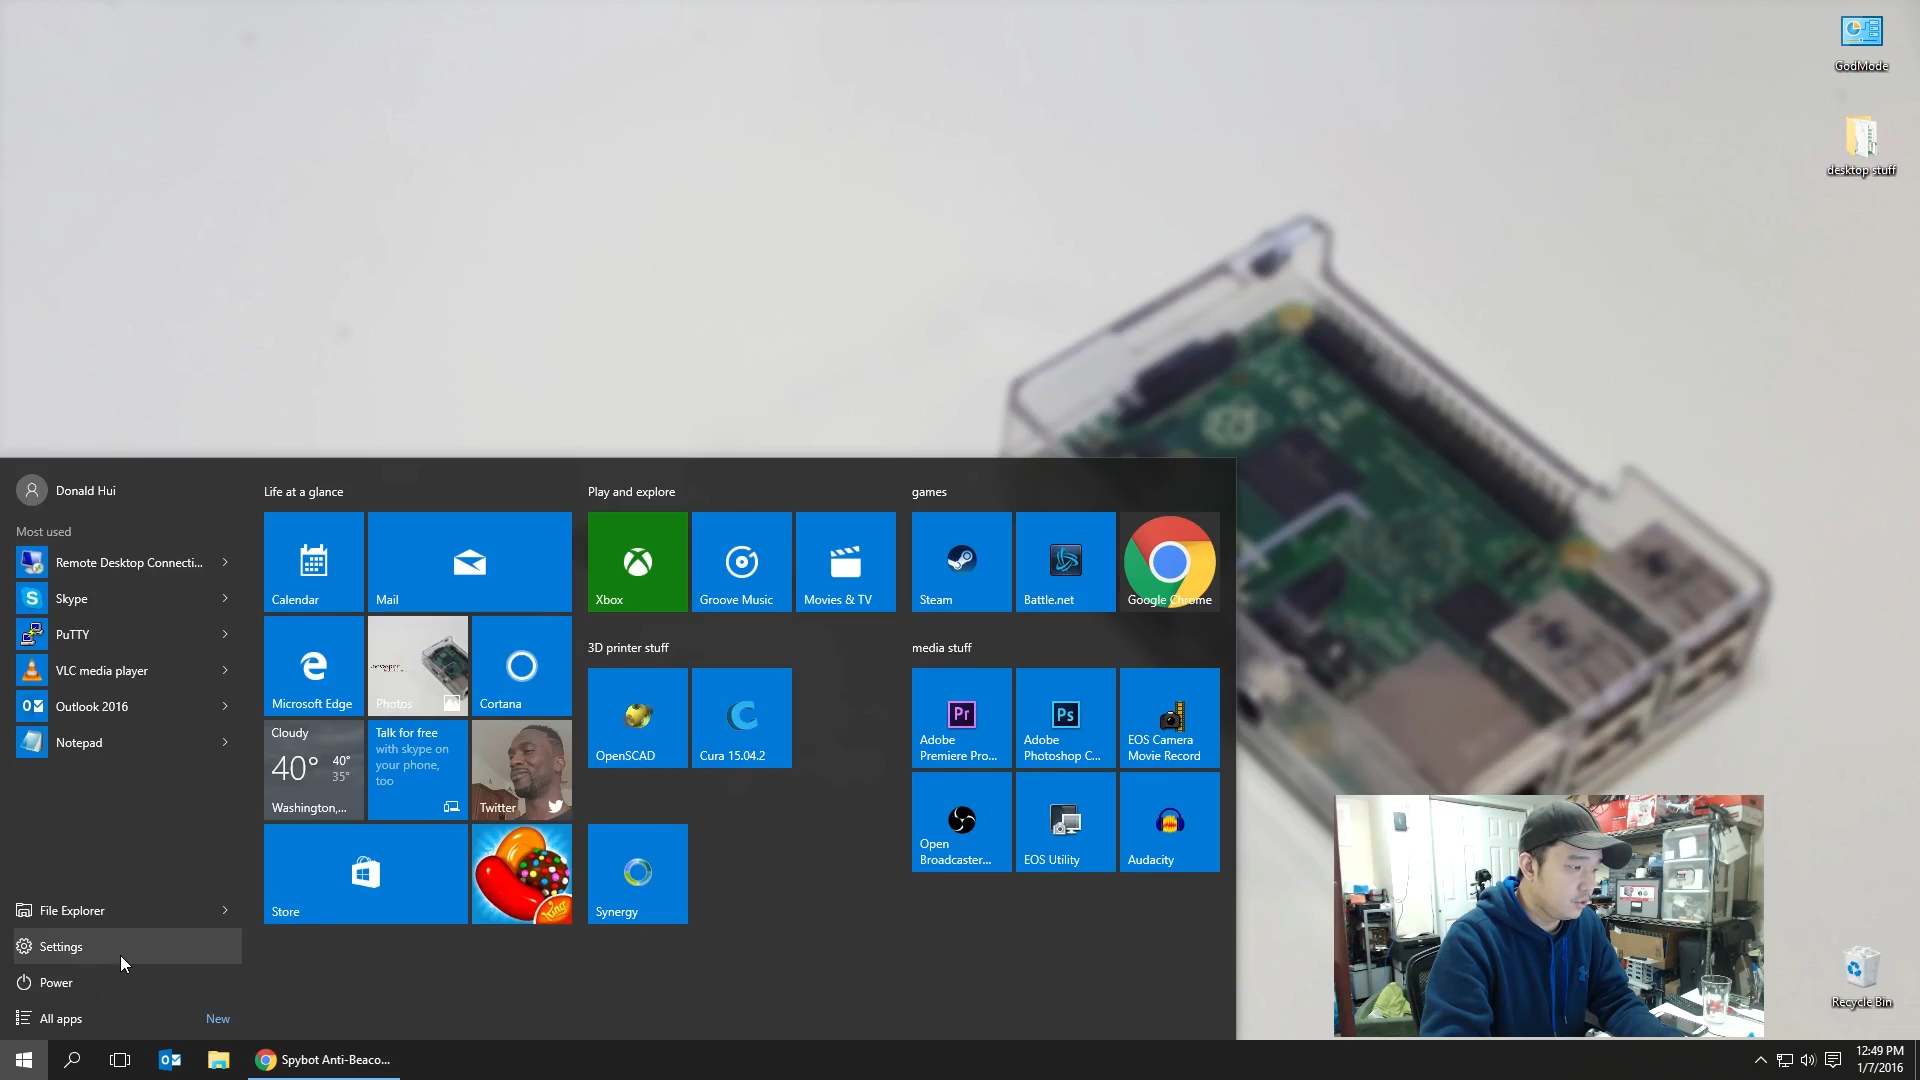 GodMode
desktop stuff
Donald Hui
Most used
Remote Desktop Connecti...
Skype
PuTTY
VLC media player
Outlook 2016
Notepad
File Explorer
Settings
Power
All apps
New
Life at a glance
Calendar
Mail
Microsoft Edge
Photos
Cortana
Cloudy
40°
40°
35°
Washington,...
Talk for free
with skype on
your phone,
too
Twitter
Store
King
Play and explore
Xbox
Groove Music
Movies & TV
3D printer stuff
OpenSCAD
Cura 15.04.2
Synergy
games
Steam
Battle.net
Google Chrome
media stuff
Pr
Adobe
Premiere Pro...
Ps
Adobe
Photoshop C...
EOS Camera
Movie Record
Open
Broadcaster...
EOS Utility
Audacity
Recycle Bin
Spybot Anti-Beaco...
12:49 PM
1/7/2016